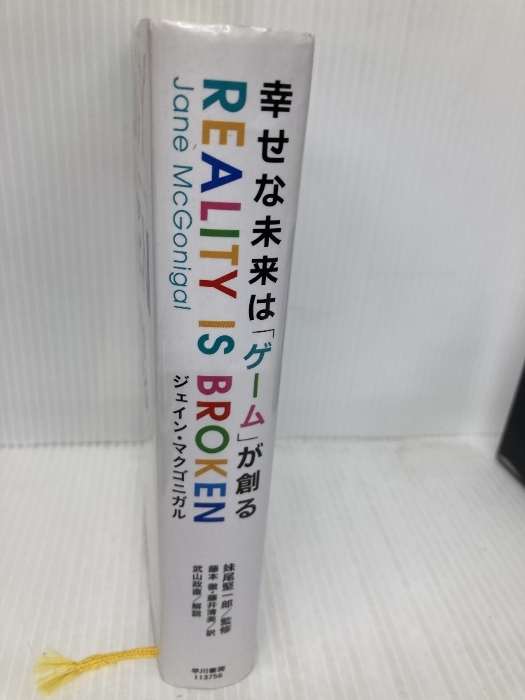 幸せな未来は「ゲーム」が創る
REALITY IS BROKEN
Jane McGonigal
ジェイン・マクゴニガル
妹尾堅一郎／監修
藤本 徹・藤井清美／訳
武山政直／解説
早川書房
113756